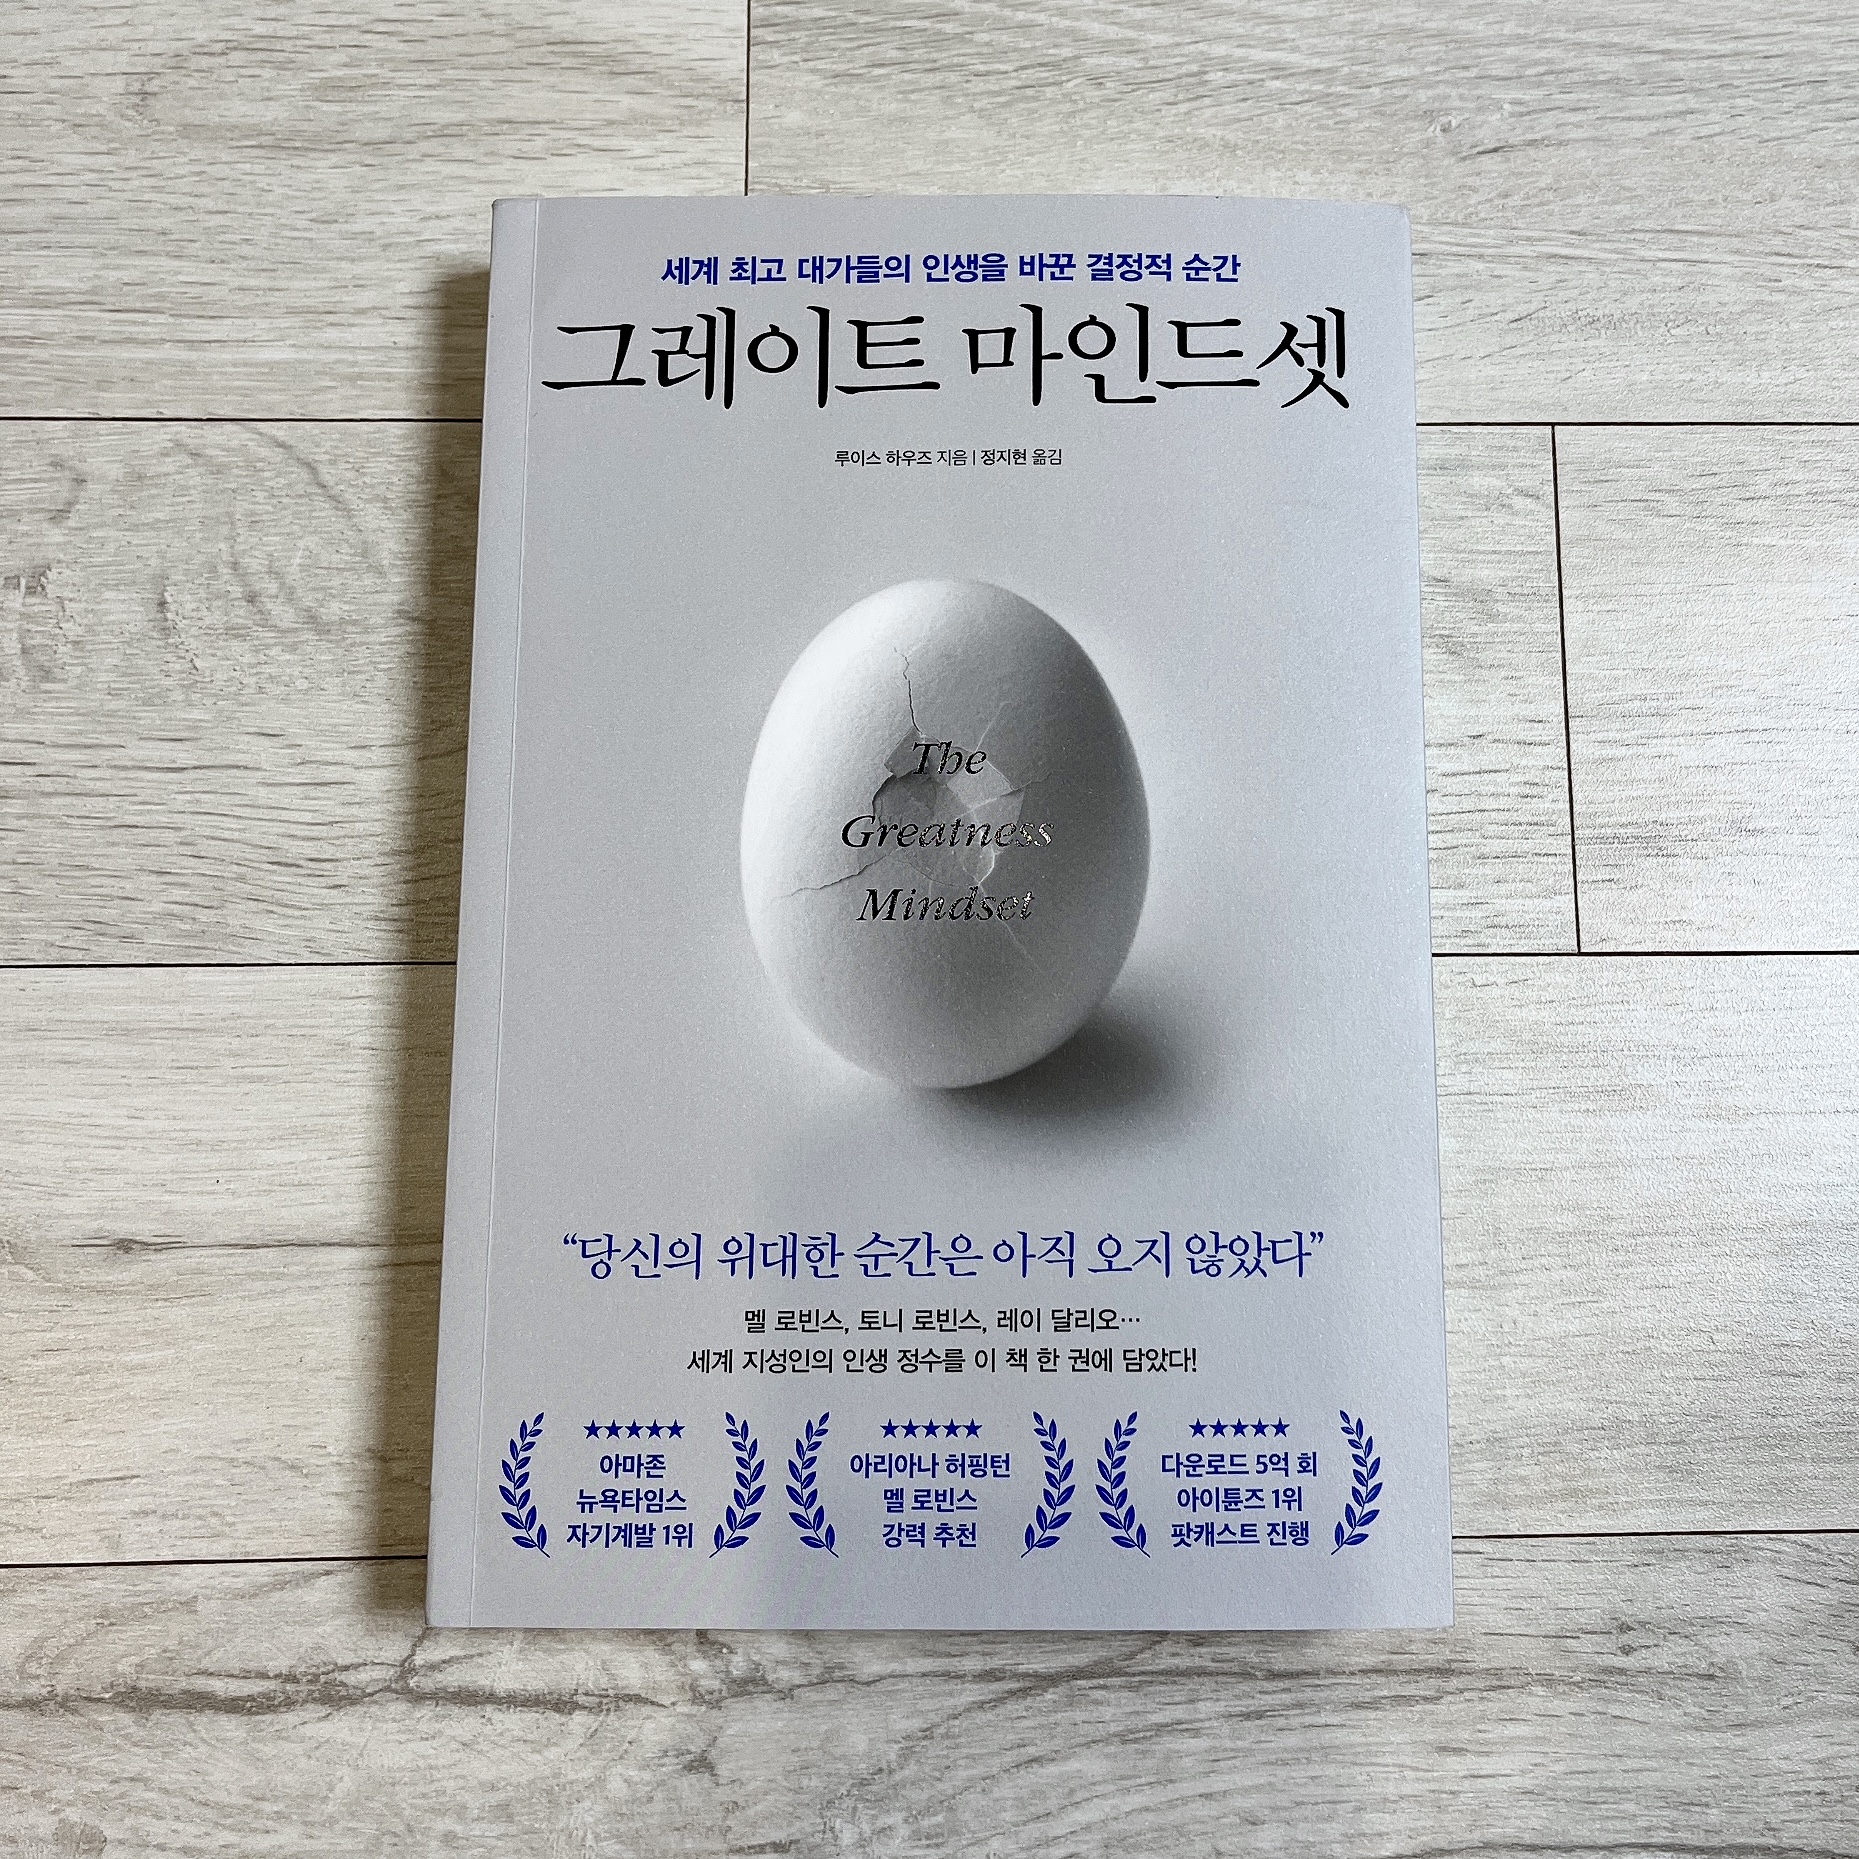 세계 최고 대가들의 인생을 바꾼 결정적 순간
그레이트 마인드셋
루이스 하우즈 지음 | 정지현 옮김
The
Greatness
Mindset
“당신의 위대한 순간은 아직 오지 않았다”
멜 로빈스, 토니 로빈스, 레이 달리오…
세계 지성인의 인생 정수를 이 책 한 권에 담았다!
★★★★★
아마존
뉴욕타임스
자기계발 1위
★★★★★
아리아나 허핑턴
멜 로빈스
강력 추천
★★★★★
다운로드 5억 회
아이튠즈 1위
팟캐스트 진행